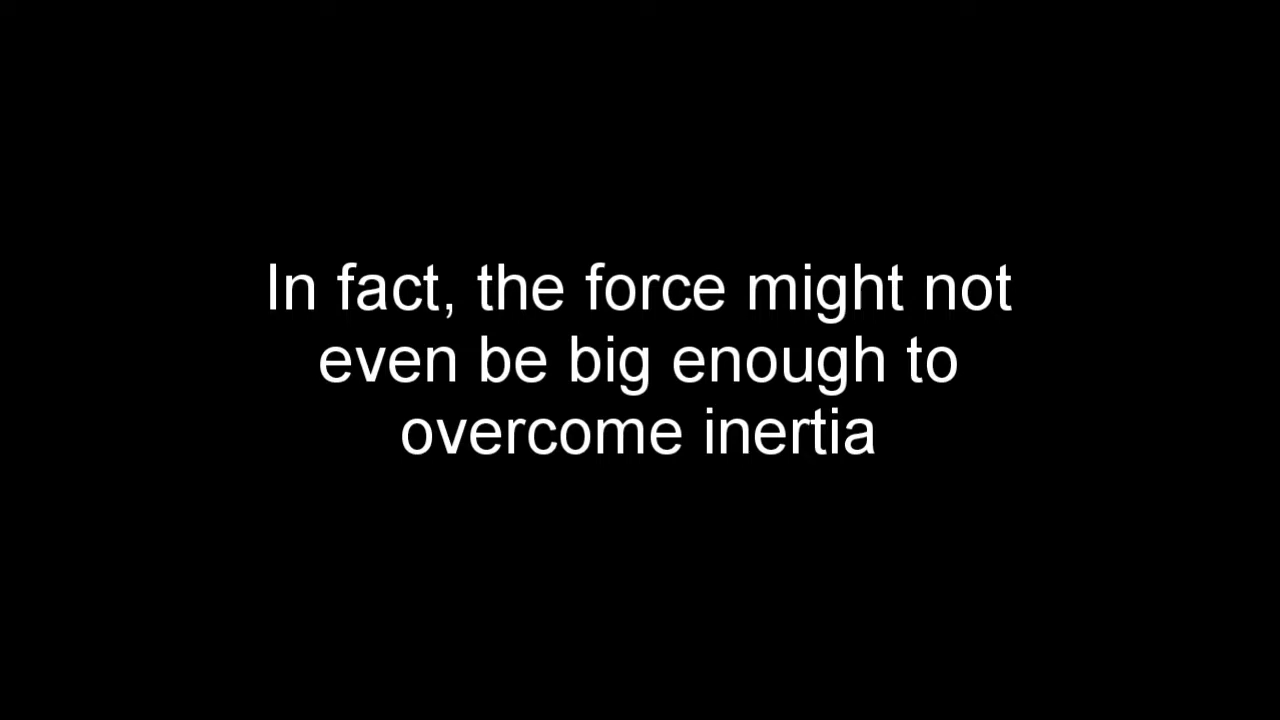 In fact, the force might not
even be big enough to
overcome inertia